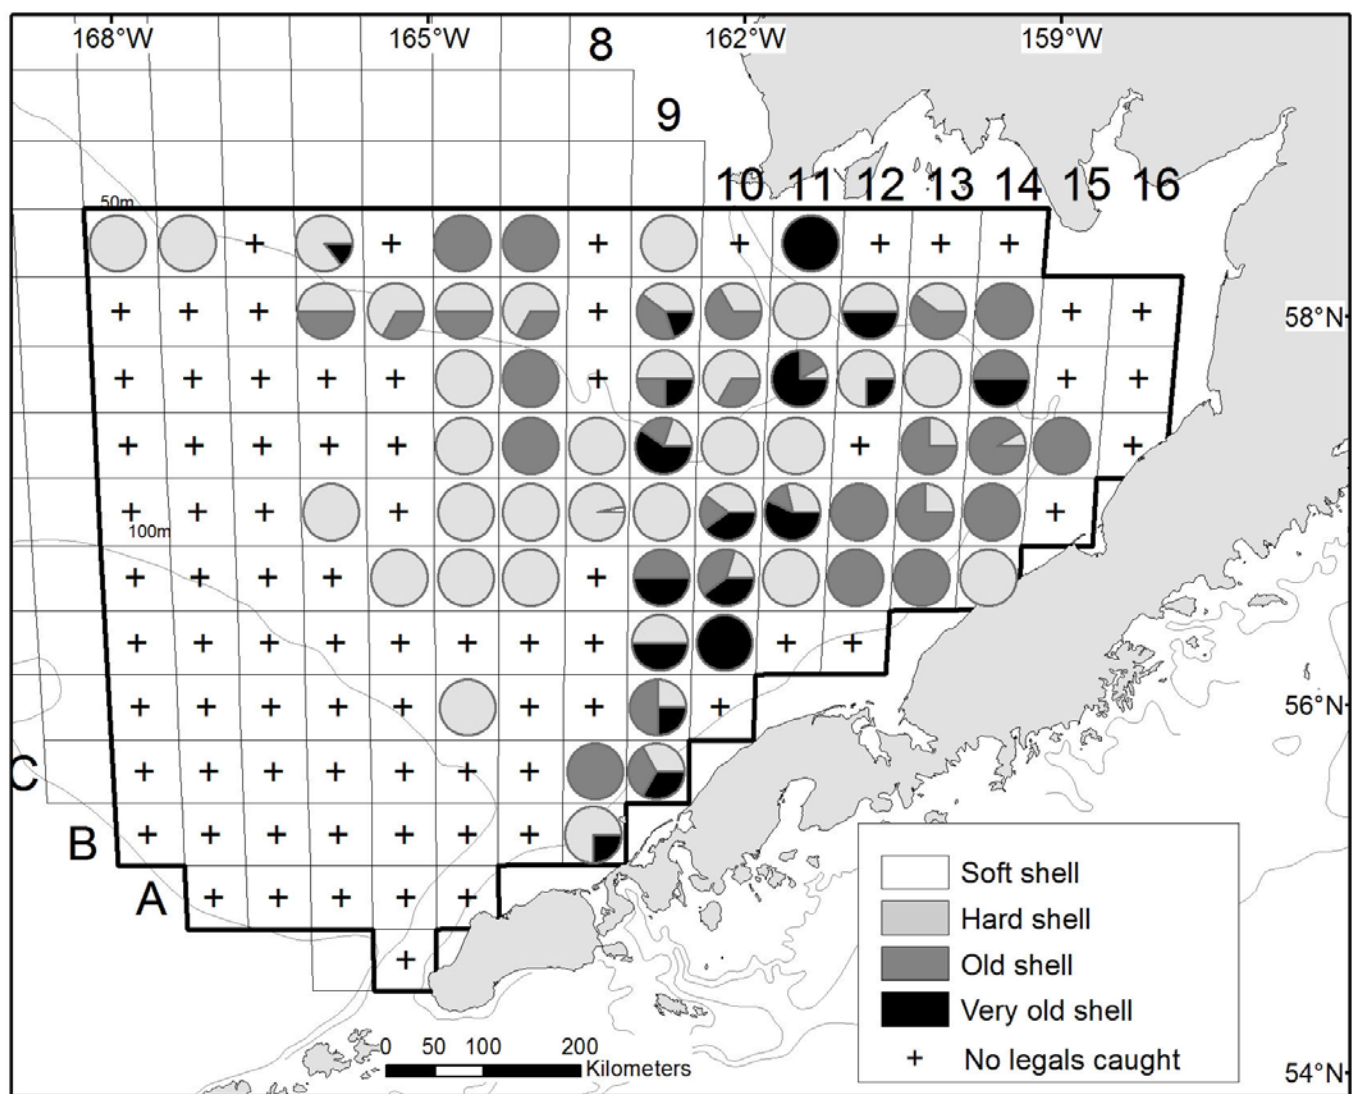 168°W 165°W 162°W 159°W
8
9
10 11 12 13 14 15 16
50m
58°N
100m
56°N
C
B
A
Soft shell
Hard shell
Old shell
Very old shell
+ No legals caught
0 50 100 200
Kilometers
54°N